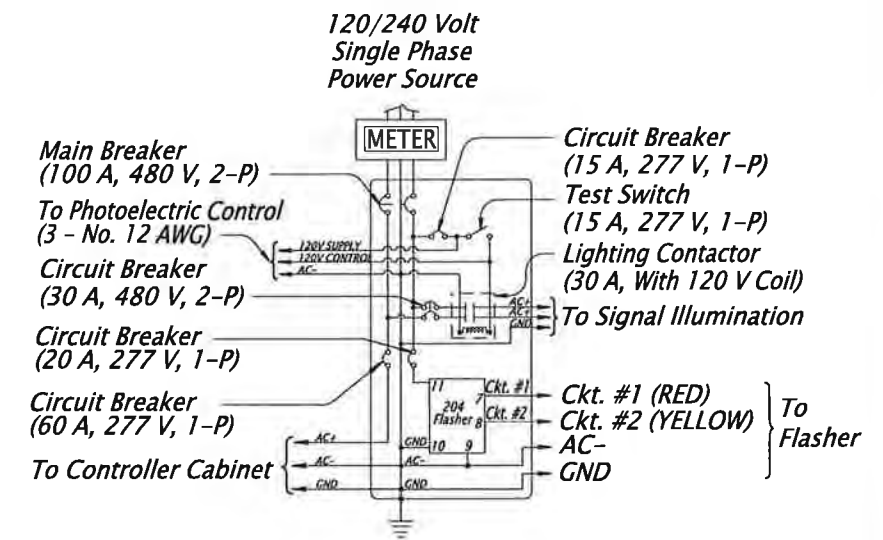 120/240 Volt
Single Phase
Power Source
METER
Main Breaker
(100 A, 480 V, 2-P)
To Photoelectric Control
(3 - No. 12 AWG)
Circuit Breaker
(30 A, 480 V, 2-P)
Circuit Breaker
(20 A, 277 V, 1-P)
Circuit Breaker
(60 A, 277 V, 1-P)
To Controller Cabinet
Circuit Breaker
(15 A, 277 V, 1-P)
Test Switch
(15 A, 277 V, 1-P)
Lighting Contactor
(30 A, With 120 V Coil)
To Signal Illumination
120V SUPPLY
120V CONTROL
AC-
AC+
AC+
GND
11
204
Flasher
7
8
GND
10
9
Ckt. #1
Ckt. #2
AC+
AC-
AC-
GND
GND
Ckt. #1 (RED)
Ckt. #2 (YELLOW)
AC-
GND
To
Flasher